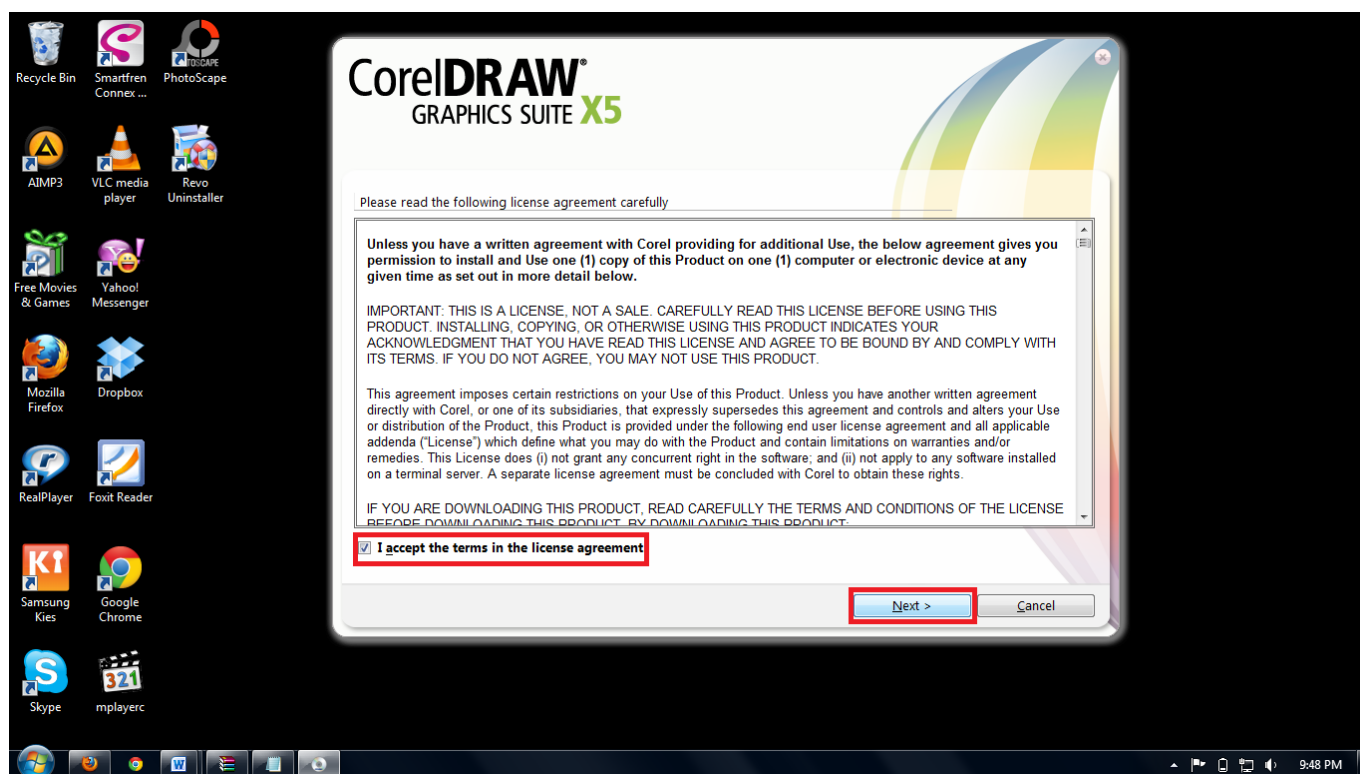 Recycle Bin
Smartfren
Connex ...
PhotoScape
AIMP3
VLC media
player
Revo
Uninstaller
Free Movies
& Games
Yahoo!
Messenger
Mozilla
Firefox
Dropbox
RealPlayer
Foxit Reader
Samsung
Kies
Google
Chrome
Skype
321
mplayerc
CorelDRAW®
GRAPHICS SUITE X5
Please read the following license agreement carefully
Unless you have a written agreement with Corel providing for additional Use, the below agreement gives you
permission to install and Use one (1) copy of this Product on one (1) computer or electronic device at any
given time as set out in more detail below.
IMPORTANT: THIS IS A LICENSE, NOT A SALE. CAREFULLY READ THIS LICENSE BEFORE USING THIS
PRODUCT. INSTALLING, COPYING, OR OTHERWISE USING THIS PRODUCT INDICATES YOUR
ACKNOWLEDGMENT THAT YOU HAVE READ THIS LICENSE AND AGREE TO BE BOUND BY AND COMPLY WITH
ITS TERMS. IF YOU DO NOT AGREE, YOU MAY NOT USE THIS PRODUCT.
This agreement imposes certain restrictions on your Use of this Product. Unless you have another written agreement
directly with Corel, or one of its subsidiaries, that expressly supersedes this agreement and controls and alters your Use
or distribution of the Product, this Product is provided under the following end user license agreement and all applicable
addenda (“License”) which define what you may do with the Product and contain limitations on warranties and/or
remedies. This License does (i) not grant any concurrent right in the software; and (ii) not apply to any software installed
on a terminal server. A separate license agreement must be concluded with Corel to obtain these rights.
IF YOU ARE DOWNLOADING THIS PRODUCT, READ CAREFULLY THE TERMS AND CONDITIONS OF THE LICENSE
BEFORE DOWNLOADING THIS PRODUCT. BY DOWNLOADING THIS PRODUCT:
I accept the terms in the license agreement
Next >
Cancel
9:48 PM